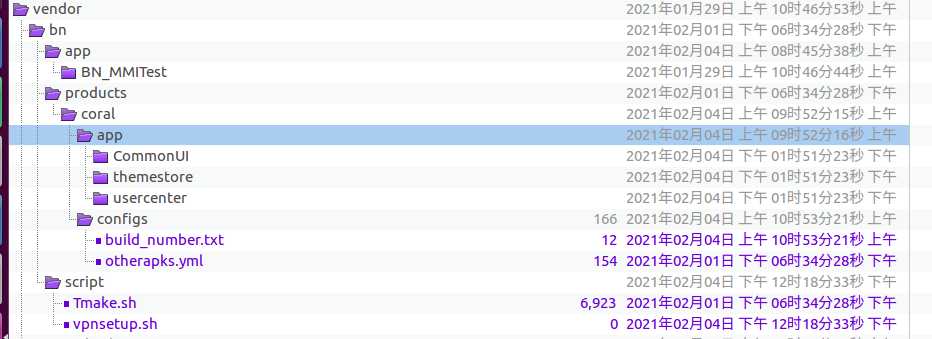 vendor 2021年01月29日 上午 10时46分53秒 上午
bn 2021年02月01日 下午 06时34分28秒 下午
app 2021年02月04日 上午 08时45分38秒 上午
BN_MMITest 2021年01月29日 上午 10时46分44秒 上午
products 2021年02月01日 下午 06时34分28秒 下午
coral 2021年02月04日 上午 09时52分15秒 上午
app 2021年02月04日 上午 09时52分16秒 上午
CommonUI 2021年02月04日 下午 01时51分23秒 下午
themestore 2021年02月04日 下午 01时51分23秒 下午
usercenter 2021年02月04日 下午 01时51分23秒 下午
configs 166 2021年02月04日 上午 10时53分21秒 上午
build_number.txt 12 2021年02月04日 上午 10时53分21秒 上午
otherapks.yml 154 2021年02月01日 下午 06时34分28秒 下午
script 2021年02月04日 下午 12时18分33秒 下午
Tmake.sh 6,923 2021年02月01日 下午 06时34分28秒 下午
vpnsetup.sh 0 2021年02月04日 下午 12时18分33秒 下午